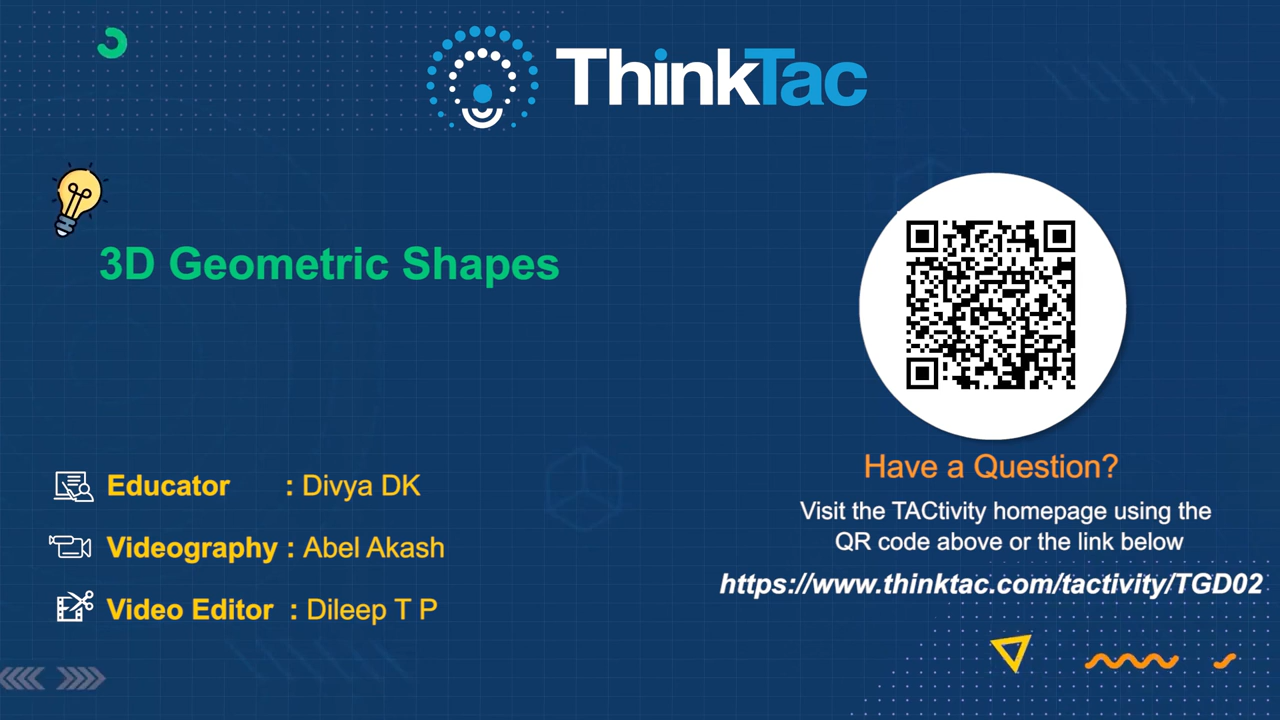 ThinkTac
3D Geometric Shapes
Educator : Divya DK
Videography : Abel Akash
Video Editor : Dileep T P
Have a Question?
Visit the TACtivity homepage using the
QR code above or the link below
https://www.thinktac.com/tactivity/TGD02